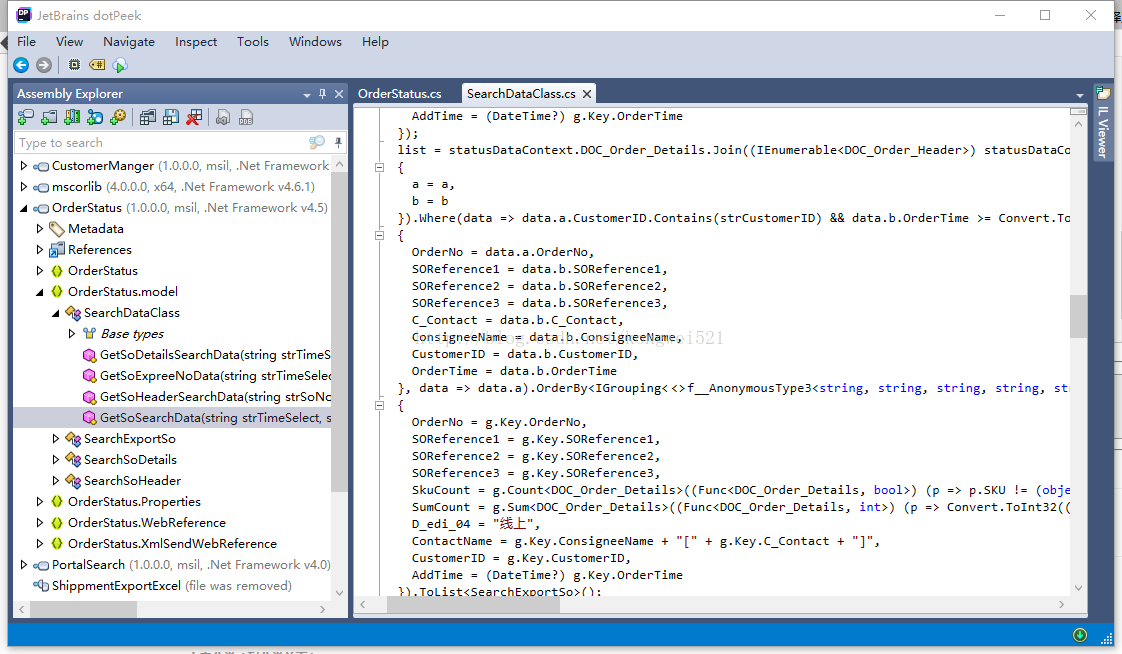 JetBrains dotPeek
File View Navigate Inspect Tools Windows Help
Assembly Explorer
Type to search
CustomerManger (1.0.0.0, msil, .Net Framework
mscorlib (4.0.0.0, x64, .Net Framework v4.6.1)
OrderStatus (1.0.0.0, msil, .Net Framework v4.5)
Metadata
References
OrderStatus
OrderStatus.model
SearchDataClass
Base types
GetSoDetailsSearchData(string strTimeS
GetSoExpreeNoData(string strTimeSelec
GetSoHeaderSearchData(string strSoNo
GetSoSearchData(string strTimeSelect, s
SearchExportSo
SearchSoDetails
SearchSoHeader
OrderStatus.Properties
OrderStatus.WebReference
OrderStatus.XmlSendWebReference
PortalSearch (1.0.0.0, msil, .Net Framework v4.0)
ShippmentExportExcel (file was removed)
OrderStatus.cs SearchDataClass.cs
AddTime = (DateTime?) g.Key.OrderTime
});
list = statusDataContext.DOC_Order_Details.Join((IEnumerable<DOC_Order_Header>) statusDataCo
{
a = a,
b = b
}).Where(data => data.a.CustomerID.Contains(strCustomerID) && data.b.OrderTime >= Convert.To
{
OrderNo = data.a.OrderNo,
SOReference1 = data.b.SOReference1,
SOReference2 = data.b.SOReference2,
SOReference3 = data.b.SOReference3,
C_Contact = data.b.C_Contact,
ConsigneeName = data.b.ConsigneeName,
CustomerID = data.b.CustomerID,
OrderTime = data.b.OrderTime
}, data => data.a).OrderBy<IGrouping<<>f__AnonymousType3<string, string, string, string, st
{
OrderNo = g.Key.OrderNo,
SOReference1 = g.Key.SOReference1,
SOReference2 = g.Key.SOReference2,
SOReference3 = g.Key.SOReference3,
SkuCount = g.Count<DOC_Order_Details>((Func<DOC_Order_Details, bool>) (p => p.SKU != (obje
SumCount = g.Sum<DOC_Order_Details>((Func<DOC_Order_Details, int>) (p => Convert.ToInt32((
D_edi_04 = "线上",
ContactName = g.Key.ConsigneeName + "[" + g.Key.C_Contact + "]",
CustomerID = g.Key.CustomerID,
AddTime = (DateTime?) g.Key.OrderTime
}).ToList<SearchExportSo>();
IL Viewer